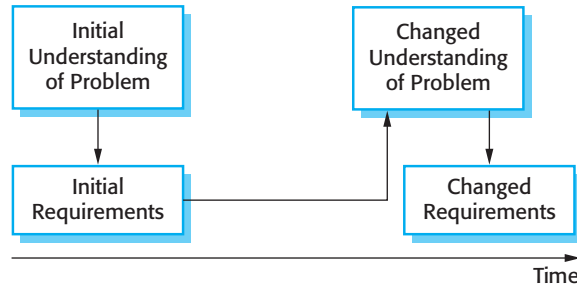 Initial
Understanding
of Problem
Changed
Understanding
of Problem
Initial
Requirements
Changed
Requirements
Time